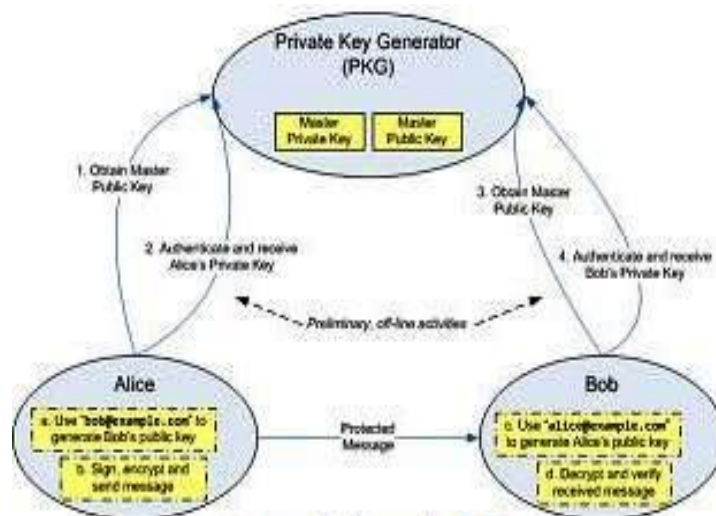 Private Key Generator
(PKG)
Master
Private Key
Master
Public Key
1. Obtain Master
Public Key
2. Authenticate and receive
Alice's Private Key
3. Obtain Master
Public Key
4. Authenticate and receive
Bob's Private Key
Preliminary, off-line activities
Alice
a. Use "bob@example.com" to
generate Bob's public key
b. Sign, encrypt and
send message
Protected
Message
Bob
c. Use "alice@example.com"
to generate Alice's public key
d. Decrypt and verify
received message